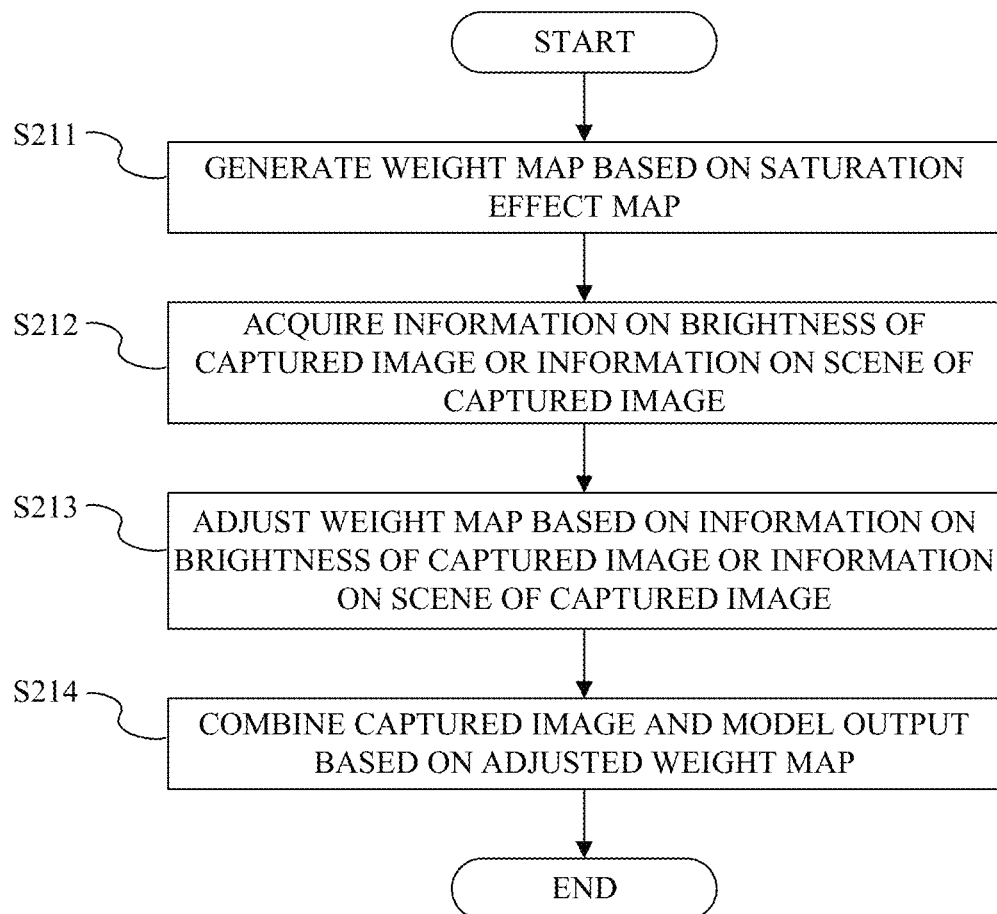 START
S211
GENERATE WEIGHT MAP BASED ON SATURATION
EFFECT MAP
S212
ACQUIRE INFORMATION ON BRIGHTNESS OF
CAPTURED IMAGE OR INFORMATION ON SCENE OF
CAPTURED IMAGE
S213
ADJUST WEIGHT MAP BASED ON INFORMATION ON
BRIGHTNESS OF CAPTURED IMAGE OR INFORMATION
ON SCENE OF CAPTURED IMAGE
S214
COMBINE CAPTURED IMAGE AND MODEL OUTPUT
BASED ON ADJUSTED WEIGHT MAP
END